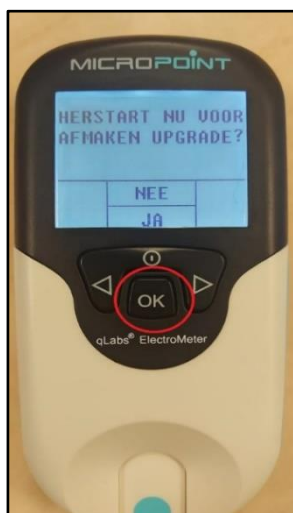 MICROPOINT
HERSTART NU VOOR
AFMAKEN UPGRADE?
NEE
JA
OK
qLabs® ElectroMeter